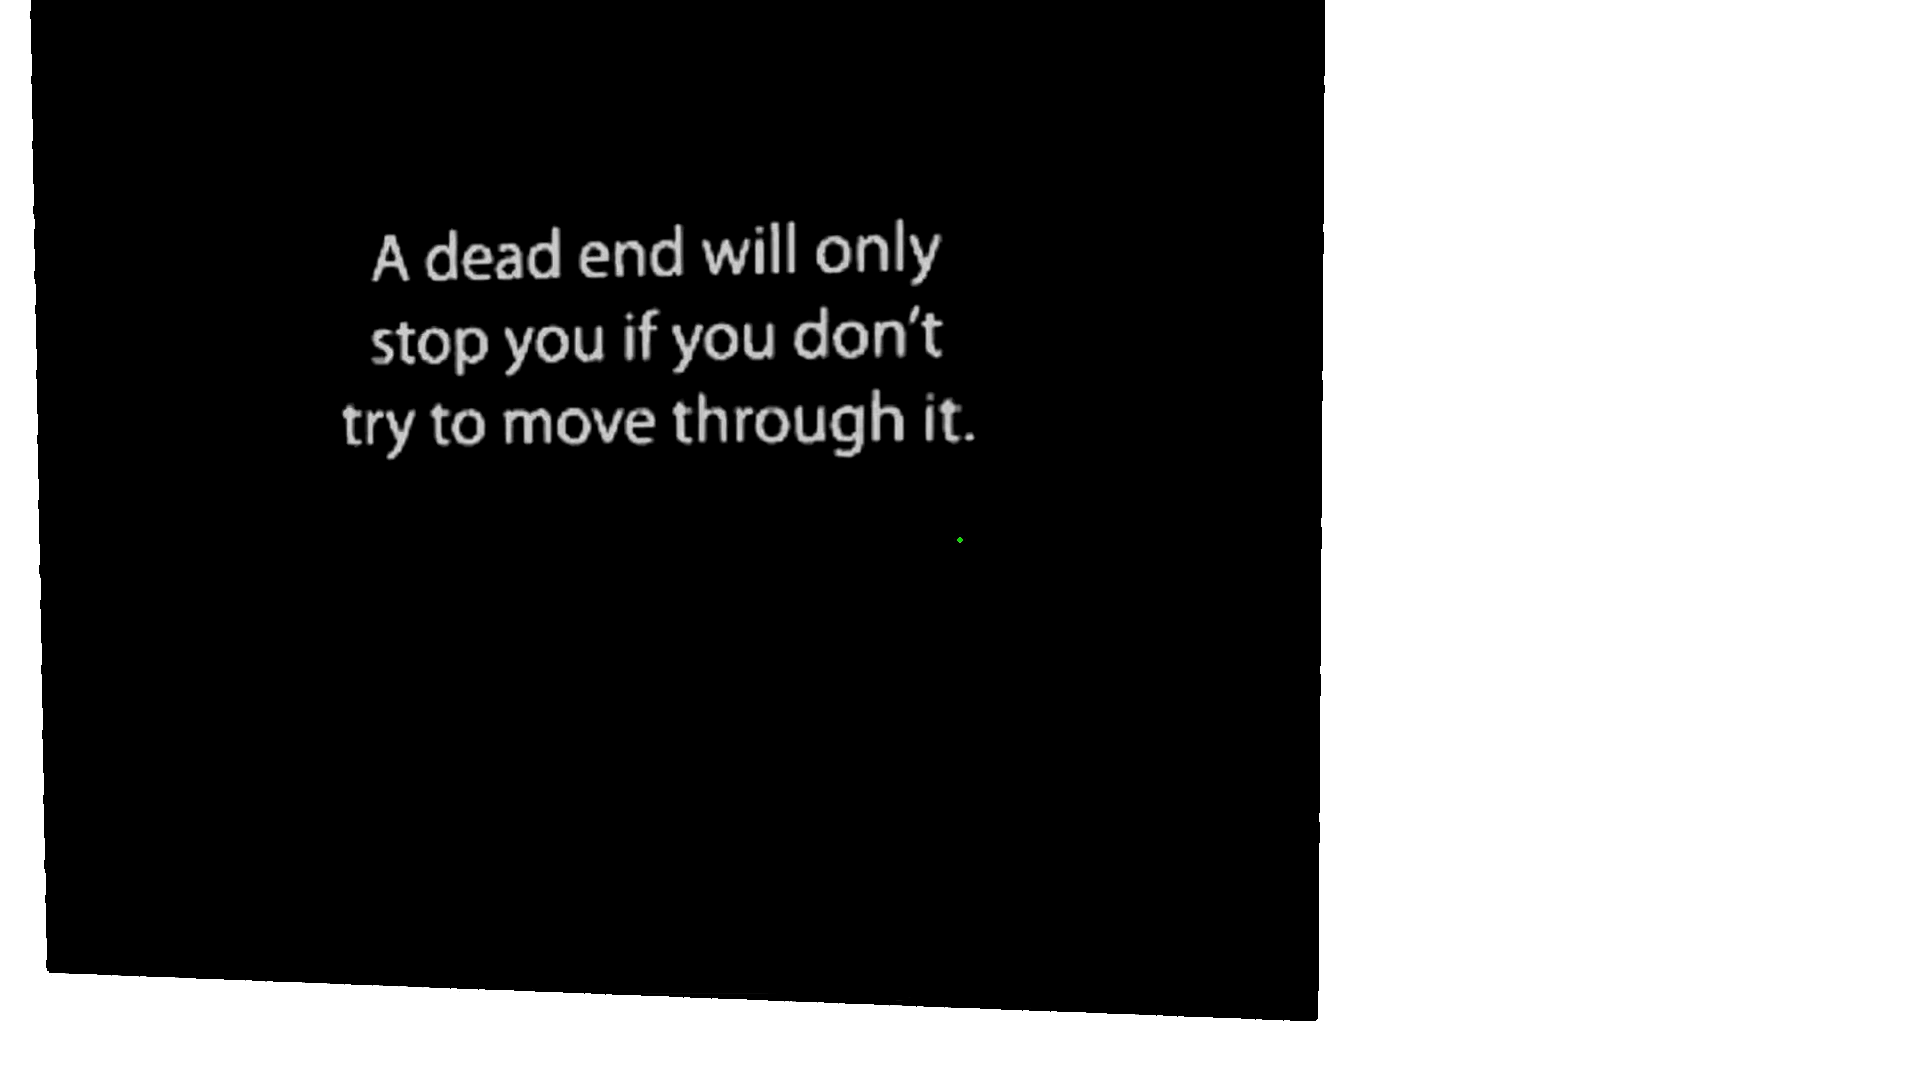 A dead end will only
stop you if you don’t
try to move through it.